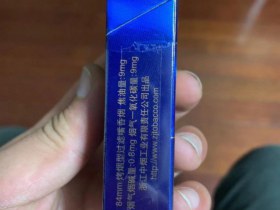 84mm烤烟型过滤嘴香烟 焦油量:9mg
烟气烟碱量:0.8mg 烟气一氧化碳量:9mg
浙江中烟工业有限责任公司出品
http://www.zjtobacco.com